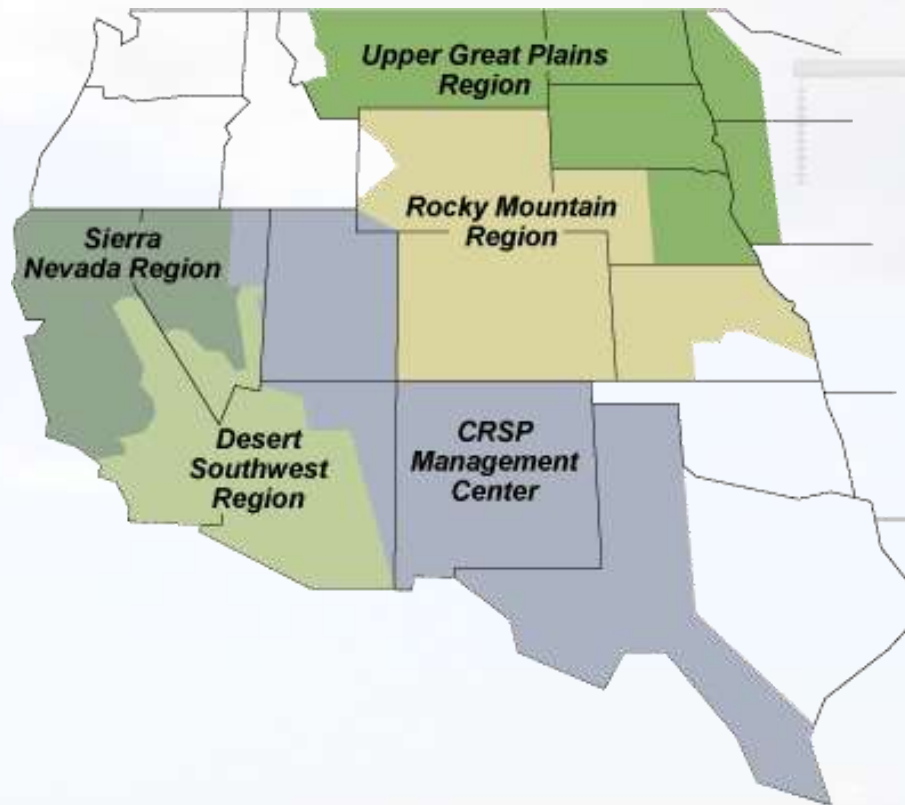 Upper Great Plains
Region
Rocky Mountain
Region
Sierra
Nevada Region
Desert
Southwest
Region
CRSP
Management
Center